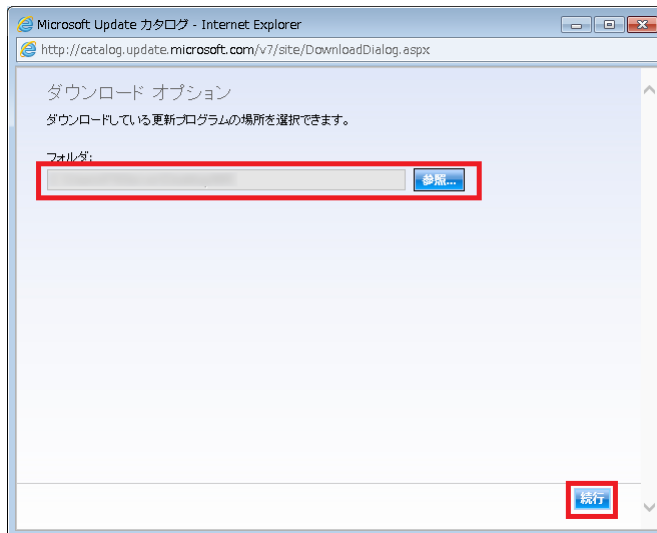 Microsoft Update カタログ - Internet Explorer
http://catalog.update.microsoft.com/v7/site/DownloadDialog.aspx
ダウンロード オプション
ダウンロードしている更新プログラムの場所を選択できます。
フォルダ:
参照...
続行